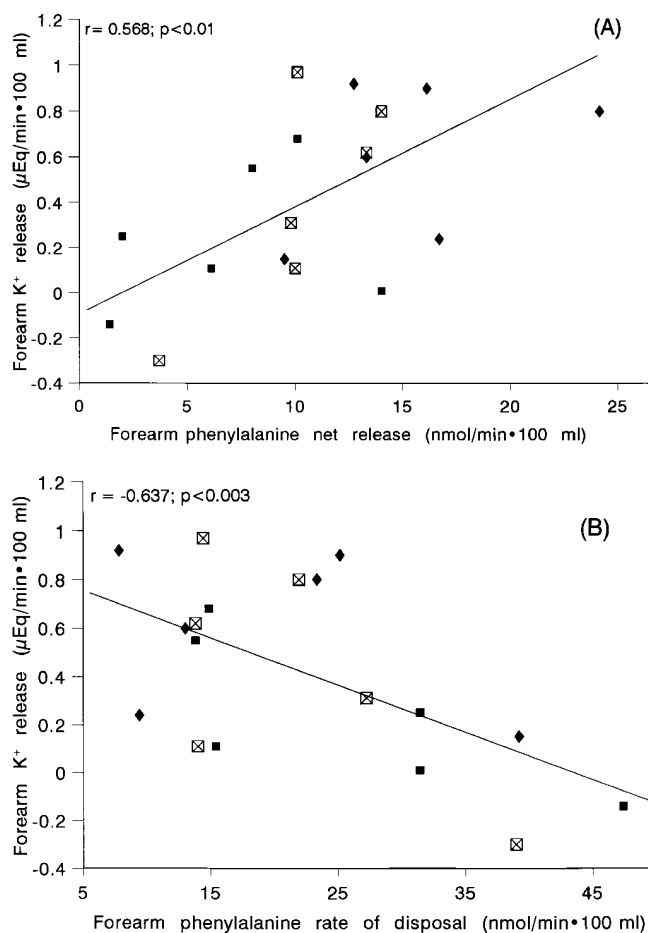 (A)
r= 0.568; p<0.01
Forearm K⁺ release (µEq/min•100 ml)
1.2
1
0.8
0.6
0.4
0.2
0
-0.2
-0.4
0 5 10 15 20 25
Forearm phenylalanine net release (nmol/min•100 ml)
(B)
r = -0.637; p<0.003
Forearm K⁺ release (µEq/min•100 ml)
1.2
1
0.8
0.6
0.4
0.2
0
-0.2
-0.4
5 15 25 35 45
Forearm phenylalanine rate of disposal (nmol/min•100 ml)